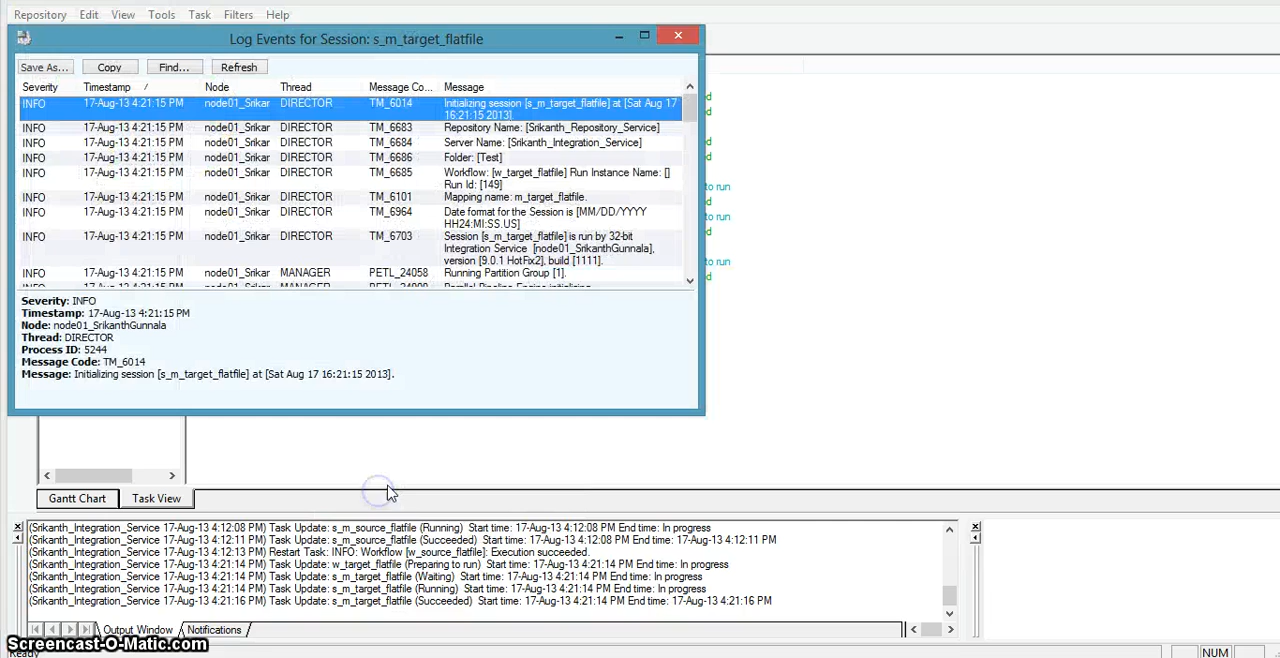 Repository Edit View Tools Task Filters Help
Log Events for Session: s_m_target_flatfile
Save As... Copy Find... Refresh
Severity Timestamp / Node Thread Message Co... Message
INFO 17-Aug-13 4:21:15 PM node01_Srikar DIRECTOR TM_6014 Initializing session [s_m_target_flatfile] at [Sat Aug 17
16:21:15 2013].
INFO 17-Aug-13 4:21:15 PM node01_Srikar DIRECTOR TM_6683 Repository Name: [Srikanth_Repository_Service]
INFO 17-Aug-13 4:21:15 PM node01_Srikar DIRECTOR TM_6684 Server Name: [Srikanth_Integration_Service]
INFO 17-Aug-13 4:21:15 PM node01_Srikar DIRECTOR TM_6686 Folder: [Test]
INFO 17-Aug-13 4:21:15 PM node01_Srikar DIRECTOR TM_6685 Workflow: [w_target_flatfile] Run Instance Name: []
Run Id: [149]
INFO 17-Aug-13 4:21:15 PM node01_Srikar DIRECTOR TM_6101 Mapping name: m_target_flatfile.
INFO 17-Aug-13 4:21:15 PM node01_Srikar DIRECTOR TM_6964 Date format for the Session is [MM/DD/YYYY
HH24:MI:SS.US]
INFO 17-Aug-13 4:21:15 PM node01_Srikar DIRECTOR TM_6703 Session [s_m_target_flatfile] is run by 32-bit
Integration Service [node01_SrikanthGunnala],
version [9.0.1 HotFix2], build [1111].
INFO 17-Aug-13 4:21:15 PM node01_Srikar MANAGER PETL_24058 Running Partition Group [1].
to run
to run
to run
Severity: INFO
Timestamp: 17-Aug-13 4:21:15 PM
Node: node01_SrikanthGunnala
Thread: DIRECTOR
Process ID: 5244
Message Code: TM_6014
Message: Initializing session [s_m_target_flatfile] at [Sat Aug 17 16:21:15 2013].
Gantt Chart Task View
(Srikanth_Integration_Service 17-Aug-13 4:12:08 PM) Task Update: s_m_source_flatfile (Running) Start time: 17-Aug-13 4:12:08 PM End time: In progress
(Srikanth_Integration_Service 17-Aug-13 4:12:11 PM) Task Update: s_m_source_flatfile (Succeeded) Start time: 17-Aug-13 4:12:08 PM End time: 17-Aug-13 4:12:11 PM
(Srikanth_Integration_Service 17-Aug-13 4:12:13 PM) Restart Task: INFO: Workflow [w_source_flatfile]: Execution succeeded.
(Srikanth_Integration_Service 17-Aug-13 4:21:14 PM) Task Update: w_target_flatfile (Preparing to run) Start time: 17-Aug-13 4:21:14 PM End time: In progress
(Srikanth_Integration_Service 17-Aug-13 4:21:14 PM) Task Update: s_m_target_flatfile (Waiting) Start time: 17-Aug-13 4:21:14 PM End time: In progress
(Srikanth_Integration_Service 17-Aug-13 4:21:14 PM) Task Update: s_m_target_flatfile (Running) Start time: 17-Aug-13 4:21:14 PM End time: In progress
(Srikanth_Integration_Service 17-Aug-13 4:21:16 PM) Task Update: s_m_target_flatfile (Succeeded) Start time: 17-Aug-13 4:21:14 PM End time: 17-Aug-13 4:21:16 PM
Output Window Notifications
Screencast-O-Matic.com
Ready NUM